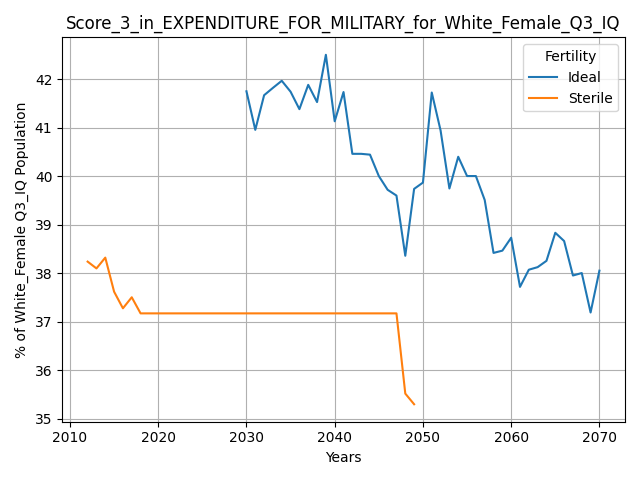 Score_3_in_EXPENDITURE_FOR_MILITARY_for_White_Female_Q3_IQ
Fertility
Ideal
Sterile
% of White_Female Q3_IQ Population
42
41
40
39
38
37
36
35
2010
2020
2030
2040
2050
2060
2070
Years